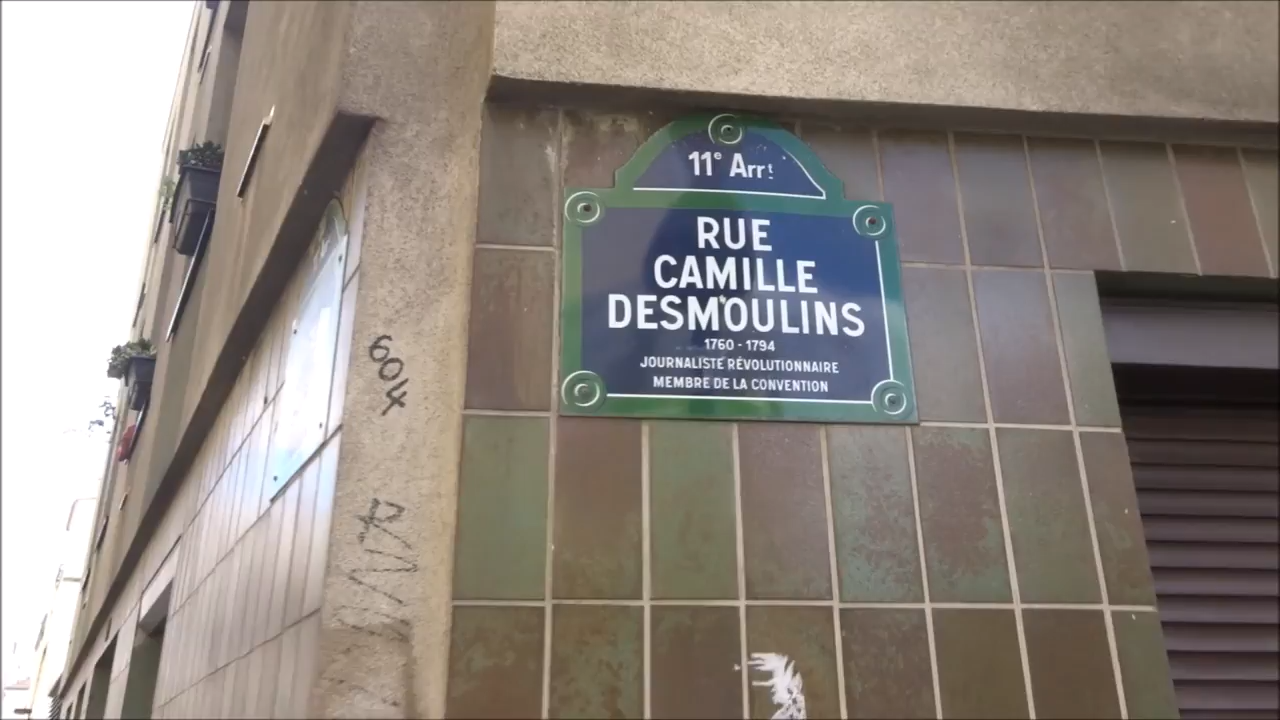 11e Arrt
RUE
CAMILLE
DESMOULINS
1760 - 1794
JOURNALISTE RÉVOLUTIONNAIRE
MEMBRE DE LA CONVENTION
604